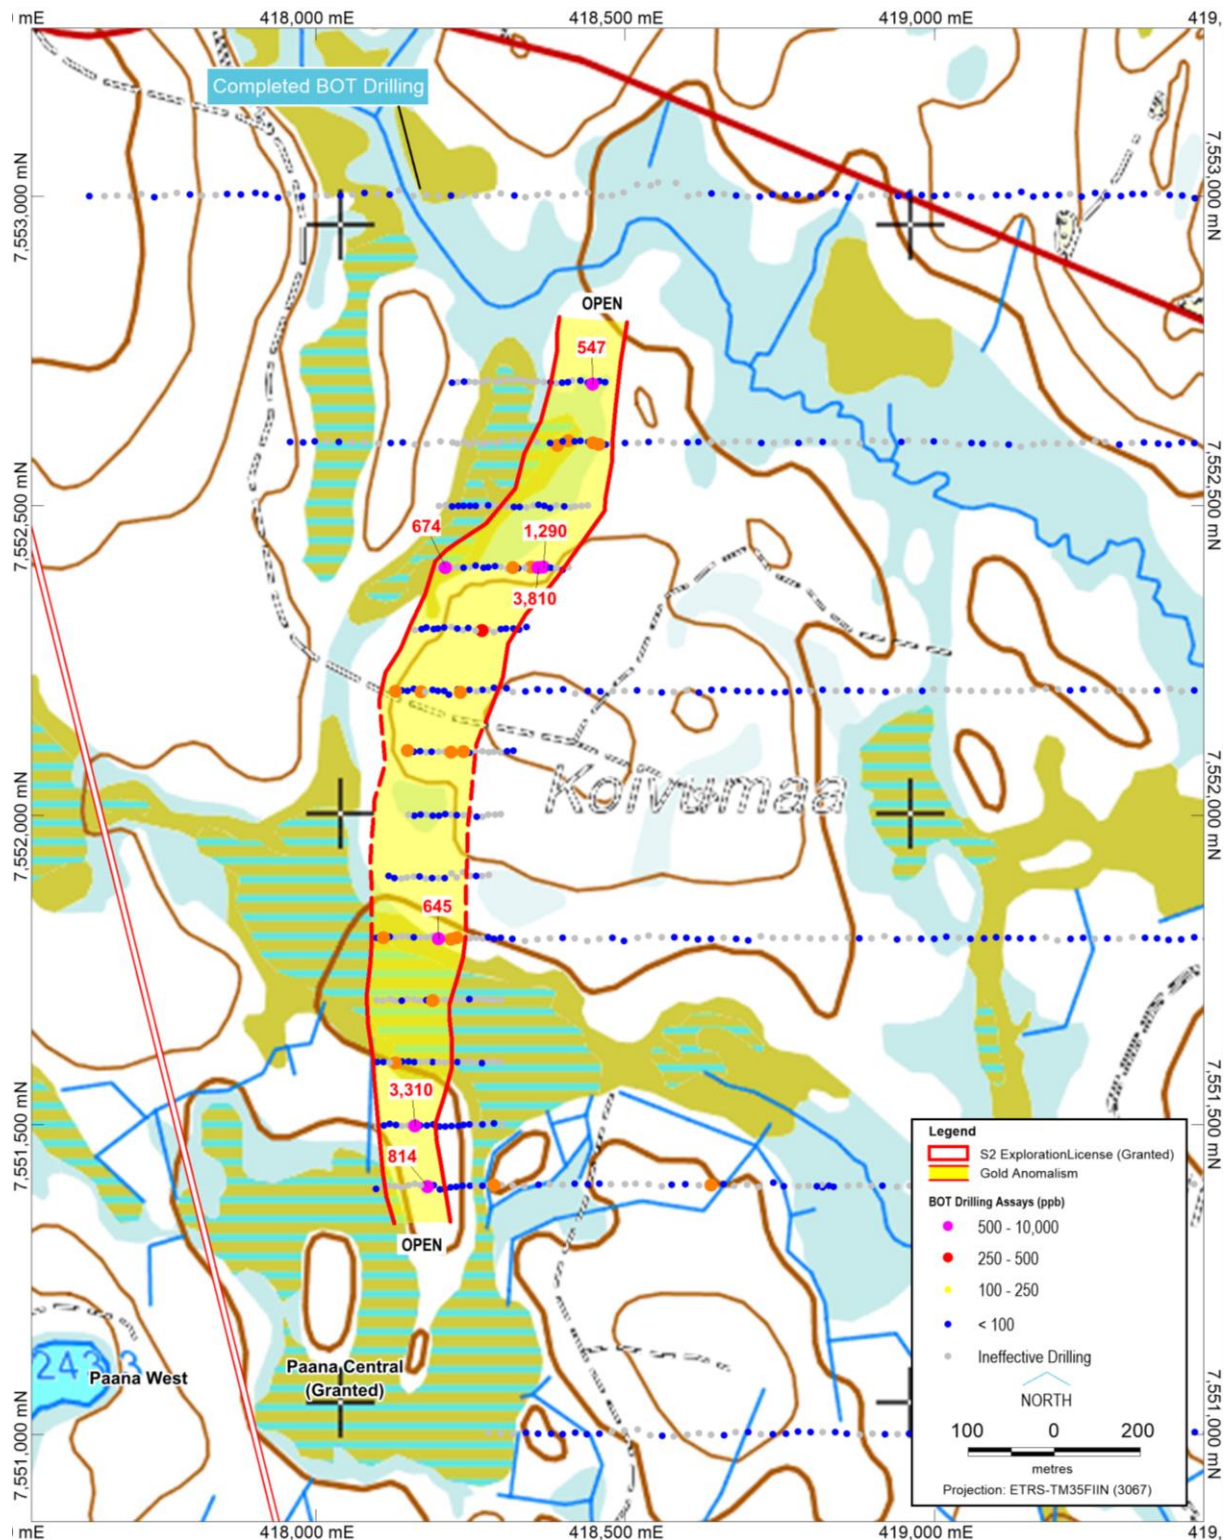 mE
418,000 mE
418,500 mE
419,000 mE
419,
Completed BOT Drilling
7,553,000 mN
7,553,000 mN
OPEN
547
7,552,500 mN
7,552,500 mN
674
1,290
3,810
Koivumaa
7,552,000 mN
7,552,000 mN
645
3,310
7,551,500 mN
7,551,500 mN
814
OPEN
Legend
S2 ExplorationLicense (Granted)
Gold Anomalism
BOT Drilling Assays (ppb)
500 - 10,000
250 - 500
100 - 250
< 100
Ineffective Drilling
NORTH
100 0 200
metres
Projection: ETRS-TM35FIIN (3067)
Paana West
Paana Central
(Granted)
7,551,000 mN
7,551,000 mN
mE
418,000 mE
418,500 mE
419,000 mE
419,